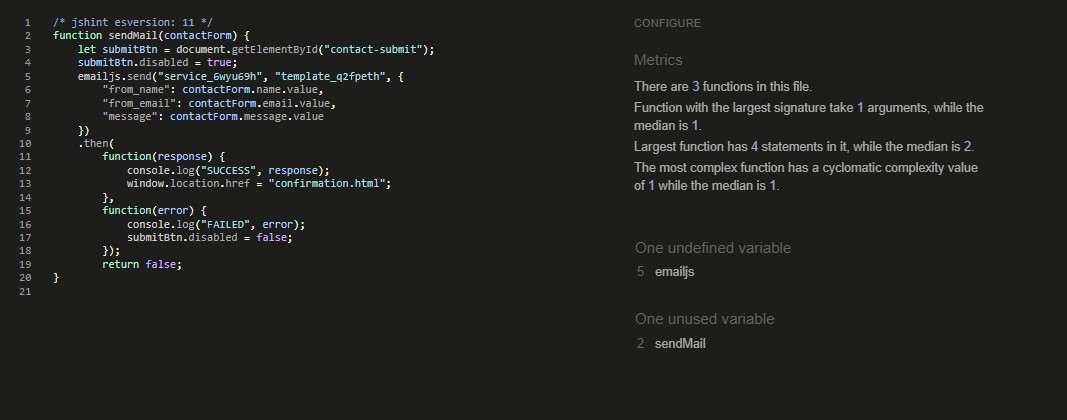 1 /* jshint esversion: 11 */
2 function sendMail(contactForm) {
3     let submitBtn = document.getElementById("contact-submit");
4     submitBtn.disabled = true;
5     emailjs.send("service_6wyu69h", "template_q2fpeth", {
6         "from_name": contactForm.name.value,
7         "from_email": contactForm.email.value,
8         "message": contactForm.message.value
9     })
10     .then(
11         function(response) {
12             console.log("SUCCESS", response);
13             window.location.href = "confirmation.html";
14         },
15         function(error) {
16             console.log("FAILED", error);
17             submitBtn.disabled = false;
18         });
19         return false;
20 }
21
CONFIGURE
Metrics
There are 3 functions in this file.
Function with the largest signature take 1 arguments, while the
median is 1.
Largest function has 4 statements in it, while the median is 2.
The most complex function has a cyclomatic complexity value
of 1 while the median is 1.
One undefined variable
5 emailjs
One unused variable
2 sendMail